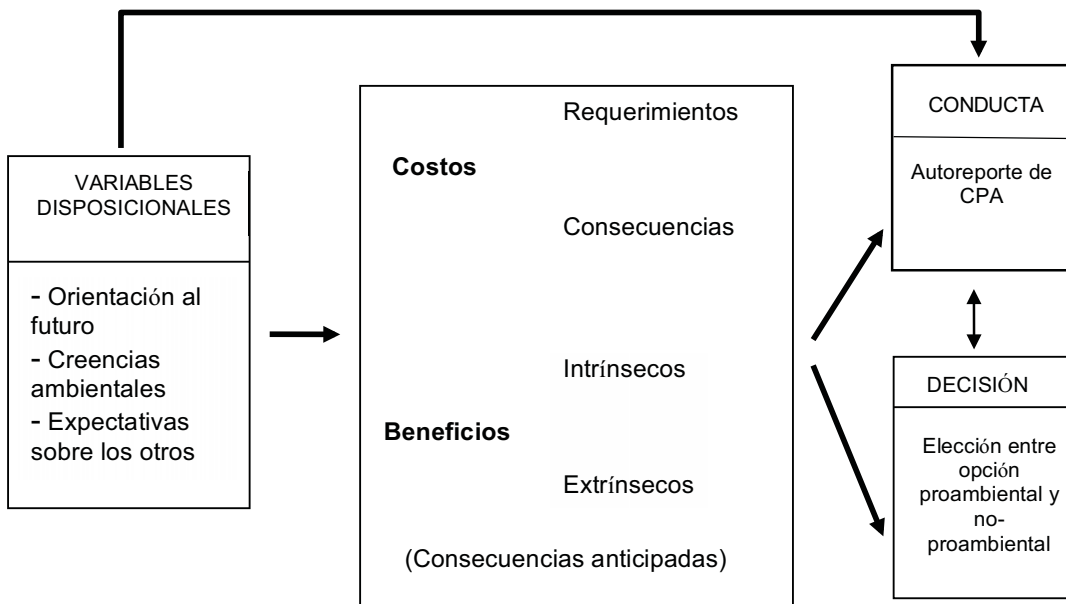 VARIABLES
DISPOSICIONALES
- Orientación al
futuro
- Creencias
ambientales
- Expectativas
sobre los otros
Costos
Requerimientos
Consecuencias
Beneficios
Intrínsecos
Extrínsecos
(Consecuencias anticipadas)
CONDUCTA
Autoreporte de
CPA
DECISIÓN
Elección entre
opción
proambiental y
no-
proambiental